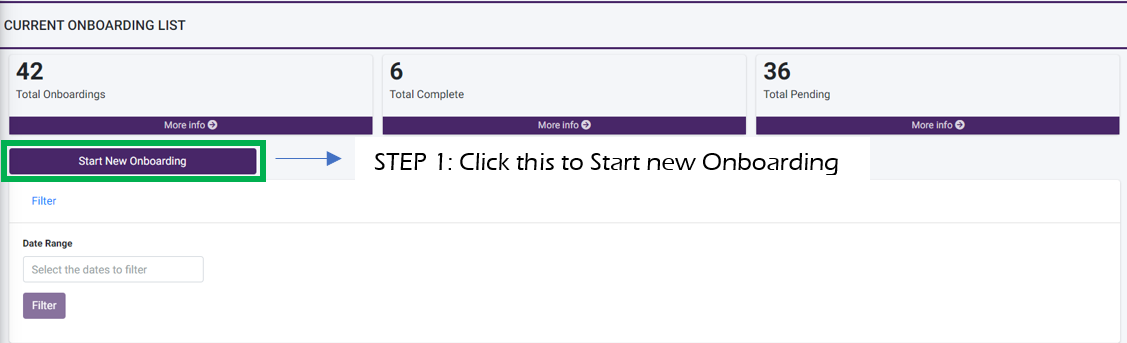 CURRENT ONBOARDING LIST
42
Total Onboardings
More info
6
Total Complete
More info
36
Total Pending
More info
Start New Onboarding
STEP 1: Click this to Start new Onboarding
Filter
Date Range
Select the dates to filter
Filter